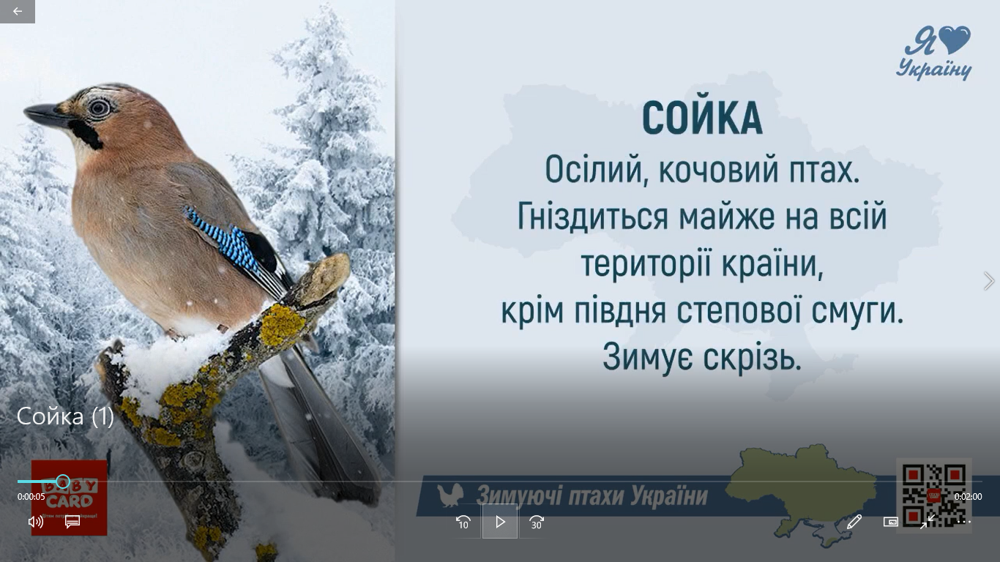 Я
Україну
СОЙКА
Осілий, кочовий птах.
Гніздиться майже на всій
території країни,
крім півдня степової смуги.
Зимує скрізь.
Сойка (1)
BABY
CARD
Зимуючі птахи України
0:00:05
0:02:00
10
30